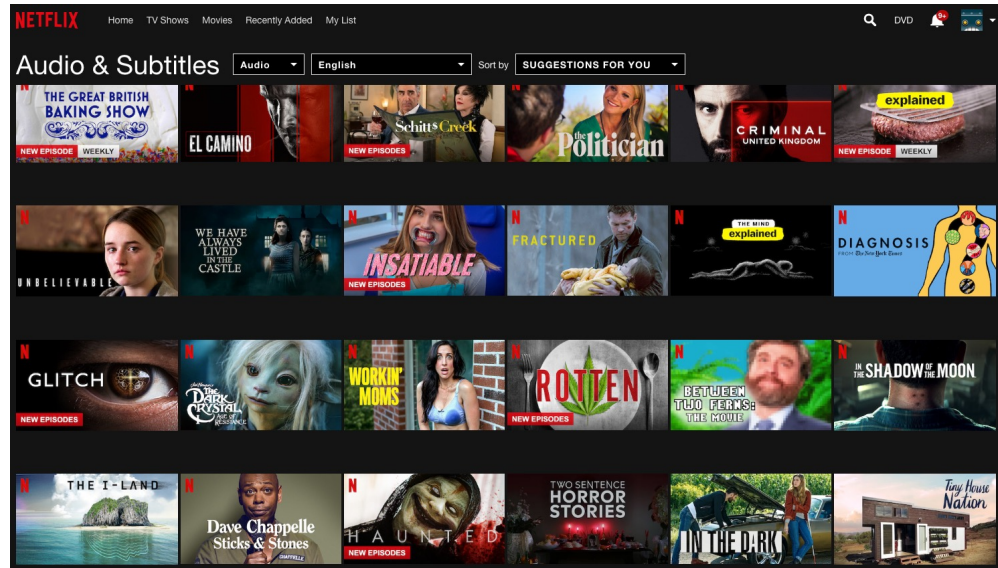 NETFLIX Home TV Shows Movies Recently Added My List DVD 9+
Audio & Subtitles Audio English Sort by SUGGESTIONS FOR YOU
N
THE GREAT BRITISH
BAKING SHOW
NEW EPISODE WEEKLY
N
EL CAMINO
N
Schitt's Creek
NEW EPISODES
N
the
Politician
N
CRIMINAL
UNITED KINGDOM
N
explained
NEW EPISODE WEEKLY
N
UNBELIEVABLE
WE HAVE
ALWAYS
LIVED
IN THE
CASTLE
N
INSATIABLE
NEW EPISODES
N
FRACTURED
N
THE MIND
explained
N
DIAGNOSIS
FROM The New York Times
N
GLITCH
NEW EPISODES
N
THE
DARK
CRYSTAL
AGE OF
RESISTANCE
N
WORKIN'
MOMS
N
ROTTEN
NEW EPISODES
N
BETWEEN
TWO FERNS:
THE MOVIE
N
IN THE SHADOW OF THE MOON
N
THE I-LAND
N
Dave Chappelle
Sticks & Stones
CHAPPELLE
N
HAUNTED
NEW EPISODES
TWO SENTENCE
HORROR
STORIES
IN THE DARK
Tiny House
Nation